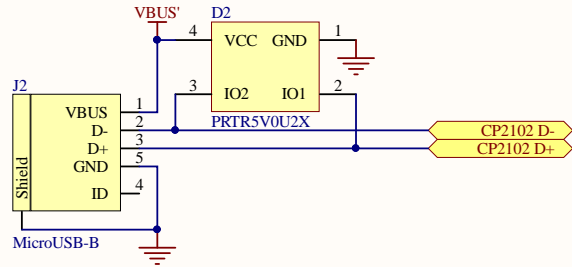 VBUS'
D2
4 VCC GND 1
3 IO2 IO1 2
PRTR5V0U2X
J2
VBUS 1
D- 2
D+ 3
GND 5
ID 4
Shield
MicroUSB-B
CP2102 D-
CP2102 D+